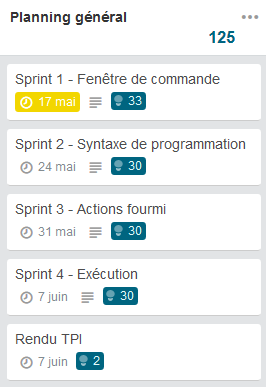 Planning général
125
Sprint 1 - Fenêtre de commande
17 mai 33
Sprint 2 - Syntaxe de programmation
24 mai 30
Sprint 3 - Actions fourmi
31 mai 30
Sprint 4 - Exécution
7 juin 30
Rendu TPI
7 juin 2